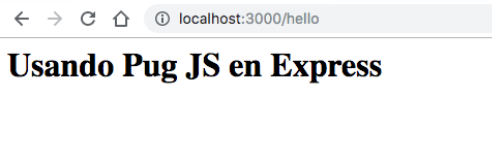 localhost:3000/hello
Usando Pug JS en Express